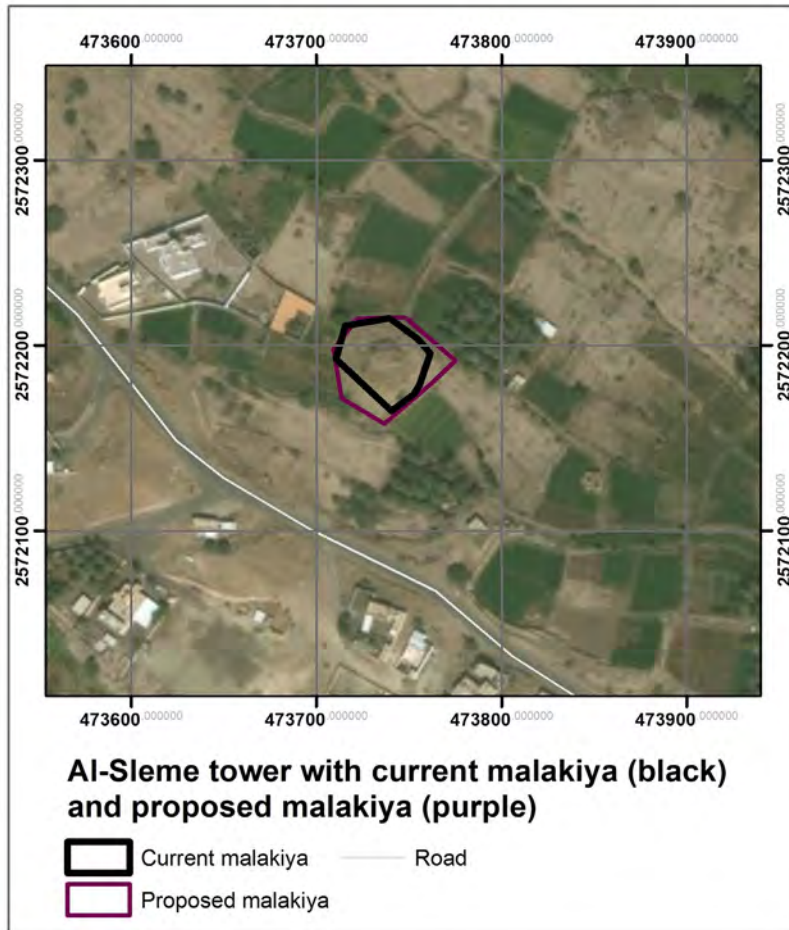 473600.000000 473700.000000 473800.000000 473900.000000
2572300.000000 2572300.000000
2572200.000000 2572200.000000
2572100.000000 2572100.000000
473600.000000 473700.000000 473800.000000 473900.000000
Al-Sleme tower with current malakiya (black)
and proposed malakiya (purple)
Current malakiya Road
Proposed malakiya